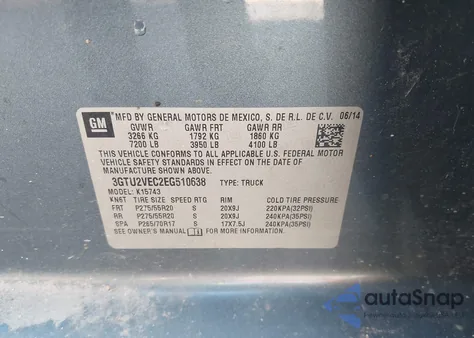 GM
MFD BY GENERAL MOTORS DE MEXICO, S. DE R.L. DE C.V. 06/14
GVWR GAWR FRT GAWR RR
3266 KG 1792 KG 1860 KG
7200 LB 3950 LB 4100 LB
THIS VEHICLE CONFORMS TO ALL APPLICABLE U.S. FEDERAL MOTOR VEHICLE SAFETY STANDARDS IN EFFECT ON THE DATE OF
MANUFACTURE SHOWN ABOVE.
3GTU2VEC2EG510638 TYPE: TRUCK
MODEL: K15743
KN6T TIRE SIZE SPEED RTG RIM COLD TIRE PRESSURE
FRT P275/55R20 S 20X9J 220KPA(32PSI)
RR P275/55R20 S 20X9J 240KPA(35PSI)
SPA P265/70R17 S 17X7.5J 240KPA(35PSI)
SEE OWNER'S MANUAL FOR MORE INFORMATION.
autoSnap